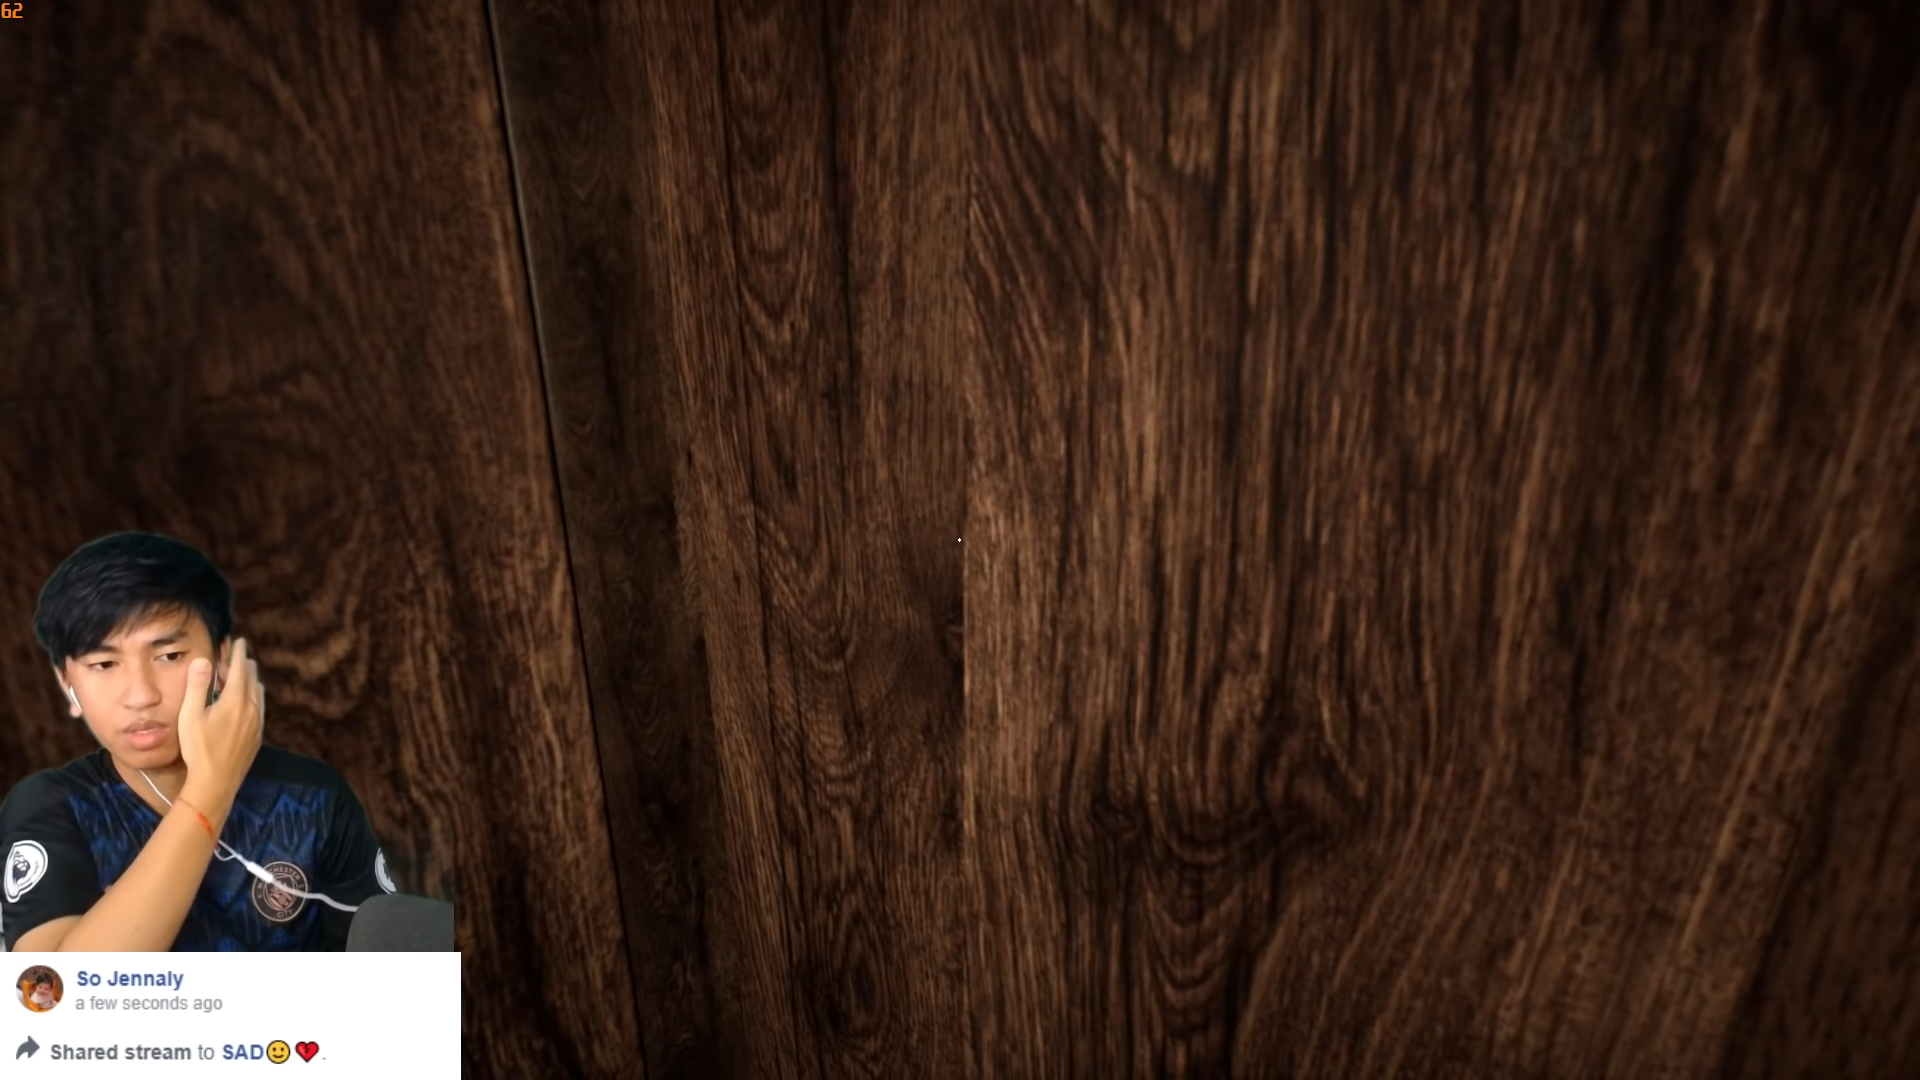 62
So Jennaly
a few seconds ago
Shared stream to SAD🙂💔.